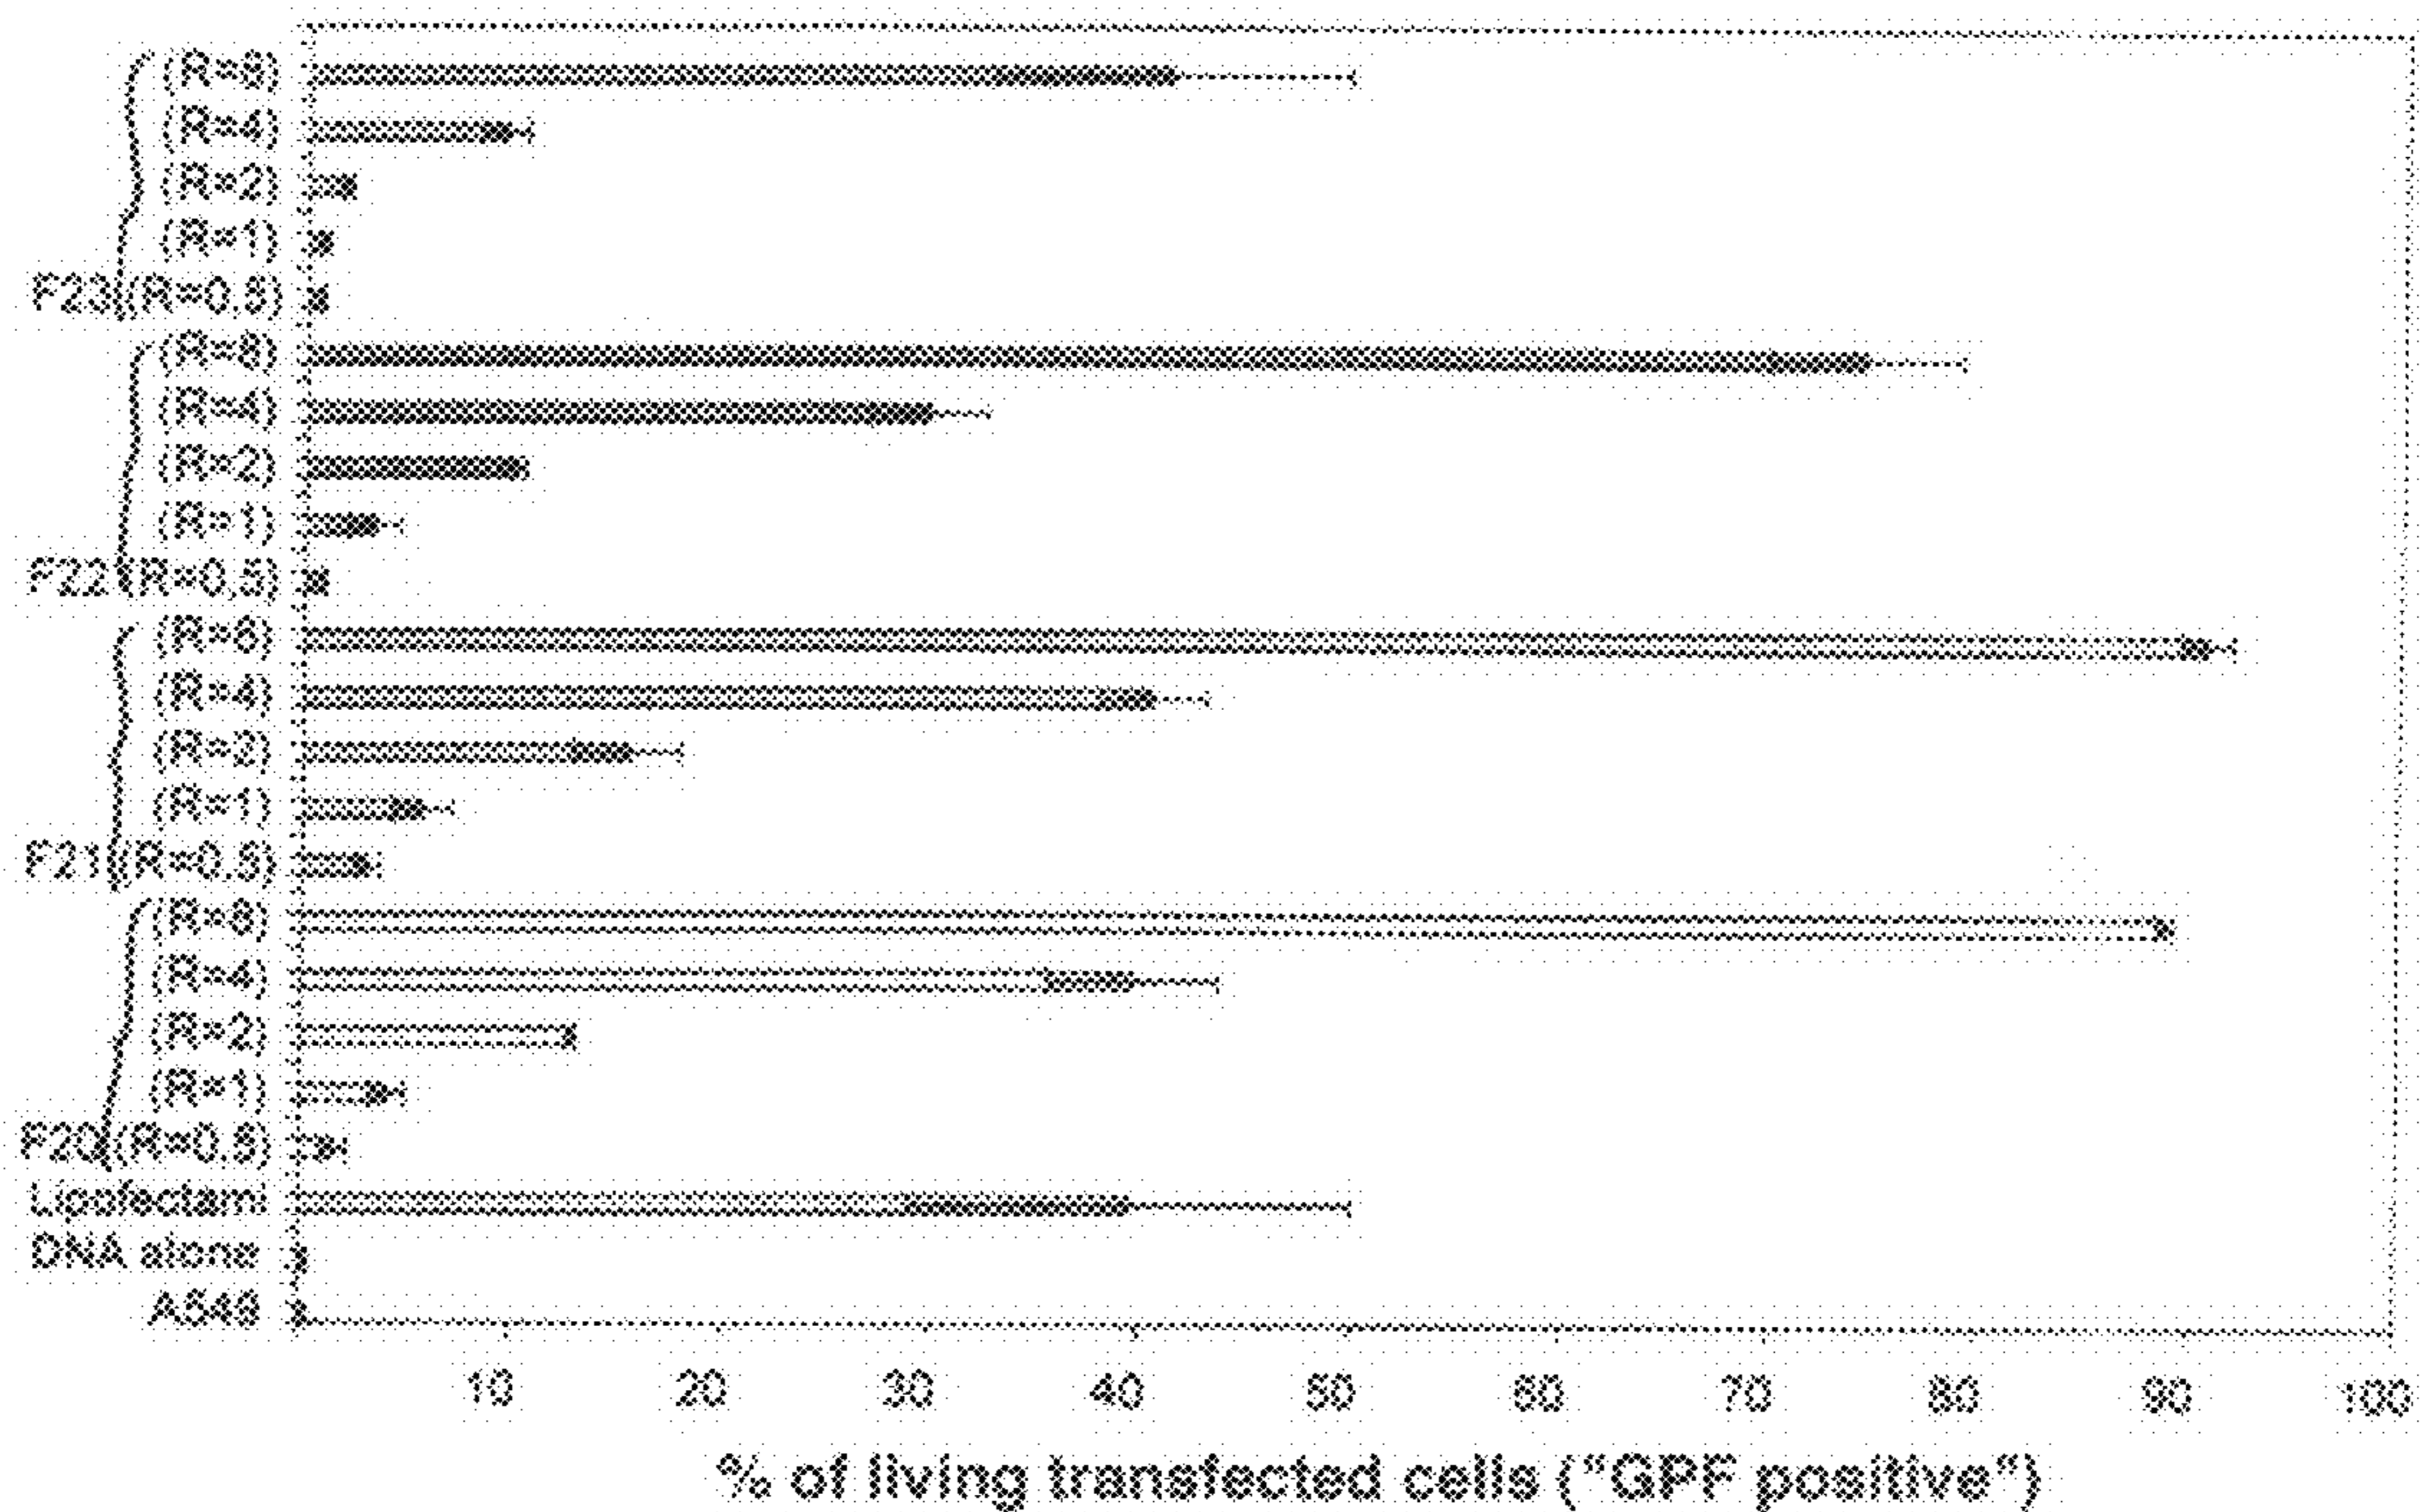 (R=8)
(R=4)
(R=2)
(R=1)
F23 (R=0.5)
(R=8)
(R=4)
(R=2)
(R=1)
F22 (R=0.5)
(R=8)
(R=4)
(R=2)
(R=1)
F21 (R=0.5)
(R=8)
(R=4)
(R=2)
(R=1)
F20 (R=0.5)
Lipofectami
DNA alone
A549
10 20 30 40 50 60 70 80 90 100
% of living transfected cells ("GPF positive")